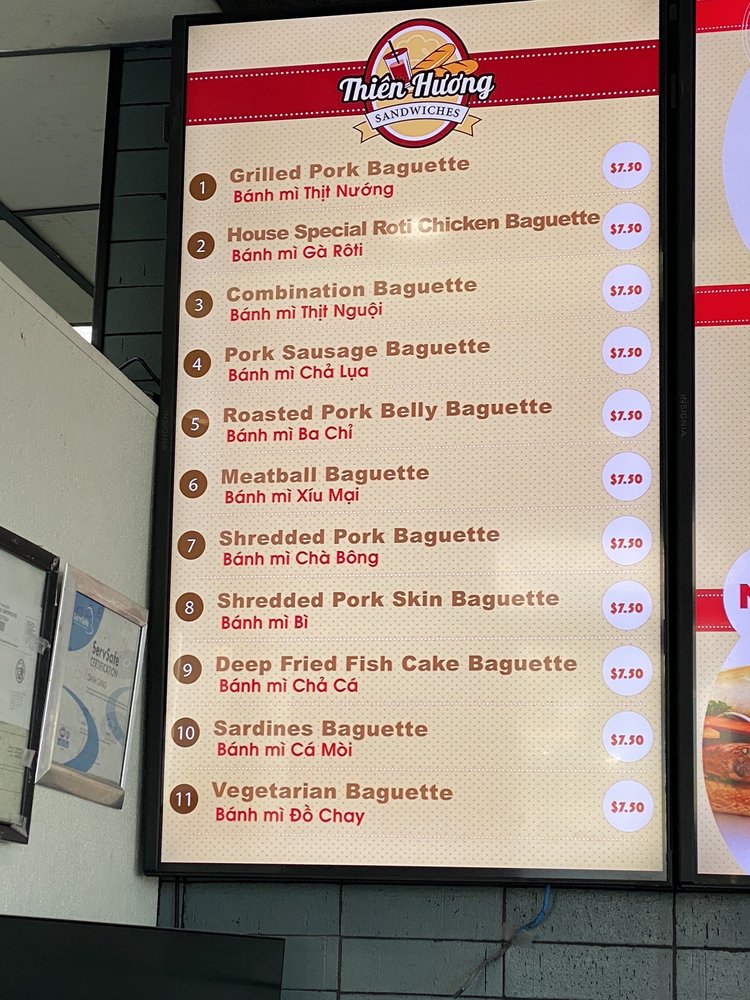 Thiên Hương
SANDWICHES
1 Grilled Pork Baguette $7.50
Bánh mì Thịt Nướng
2 House Special Roti Chicken Baguette $7.50
Bánh mì Gà Rôti
3 Combination Baguette $7.50
Bánh mì Thịt Nguội
4 Pork Sausage Baguette $7.50
Bánh mì Chả Lụa
5 Roasted Pork Belly Baguette $7.50
Bánh mì Ba Chỉ
6 Meatball Baguette $7.50
Bánh mì Xíu Mại
7 Shredded Pork Baguette $7.50
Bánh mì Chà Bông
8 Shredded Pork Skin Baguette $7.50
Bánh mì Bì
9 Deep Fried Fish Cake Baguette $7.50
Bánh mì Chả Cá
10 Sardines Baguette $7.50
Bánh mì Cá Mòi
11 Vegetarian Baguette $7.50
Bánh mì Đồ Chay
INSIGNIA
INSIGNIA
ServSafe
ServSafe
CERTIFICATION